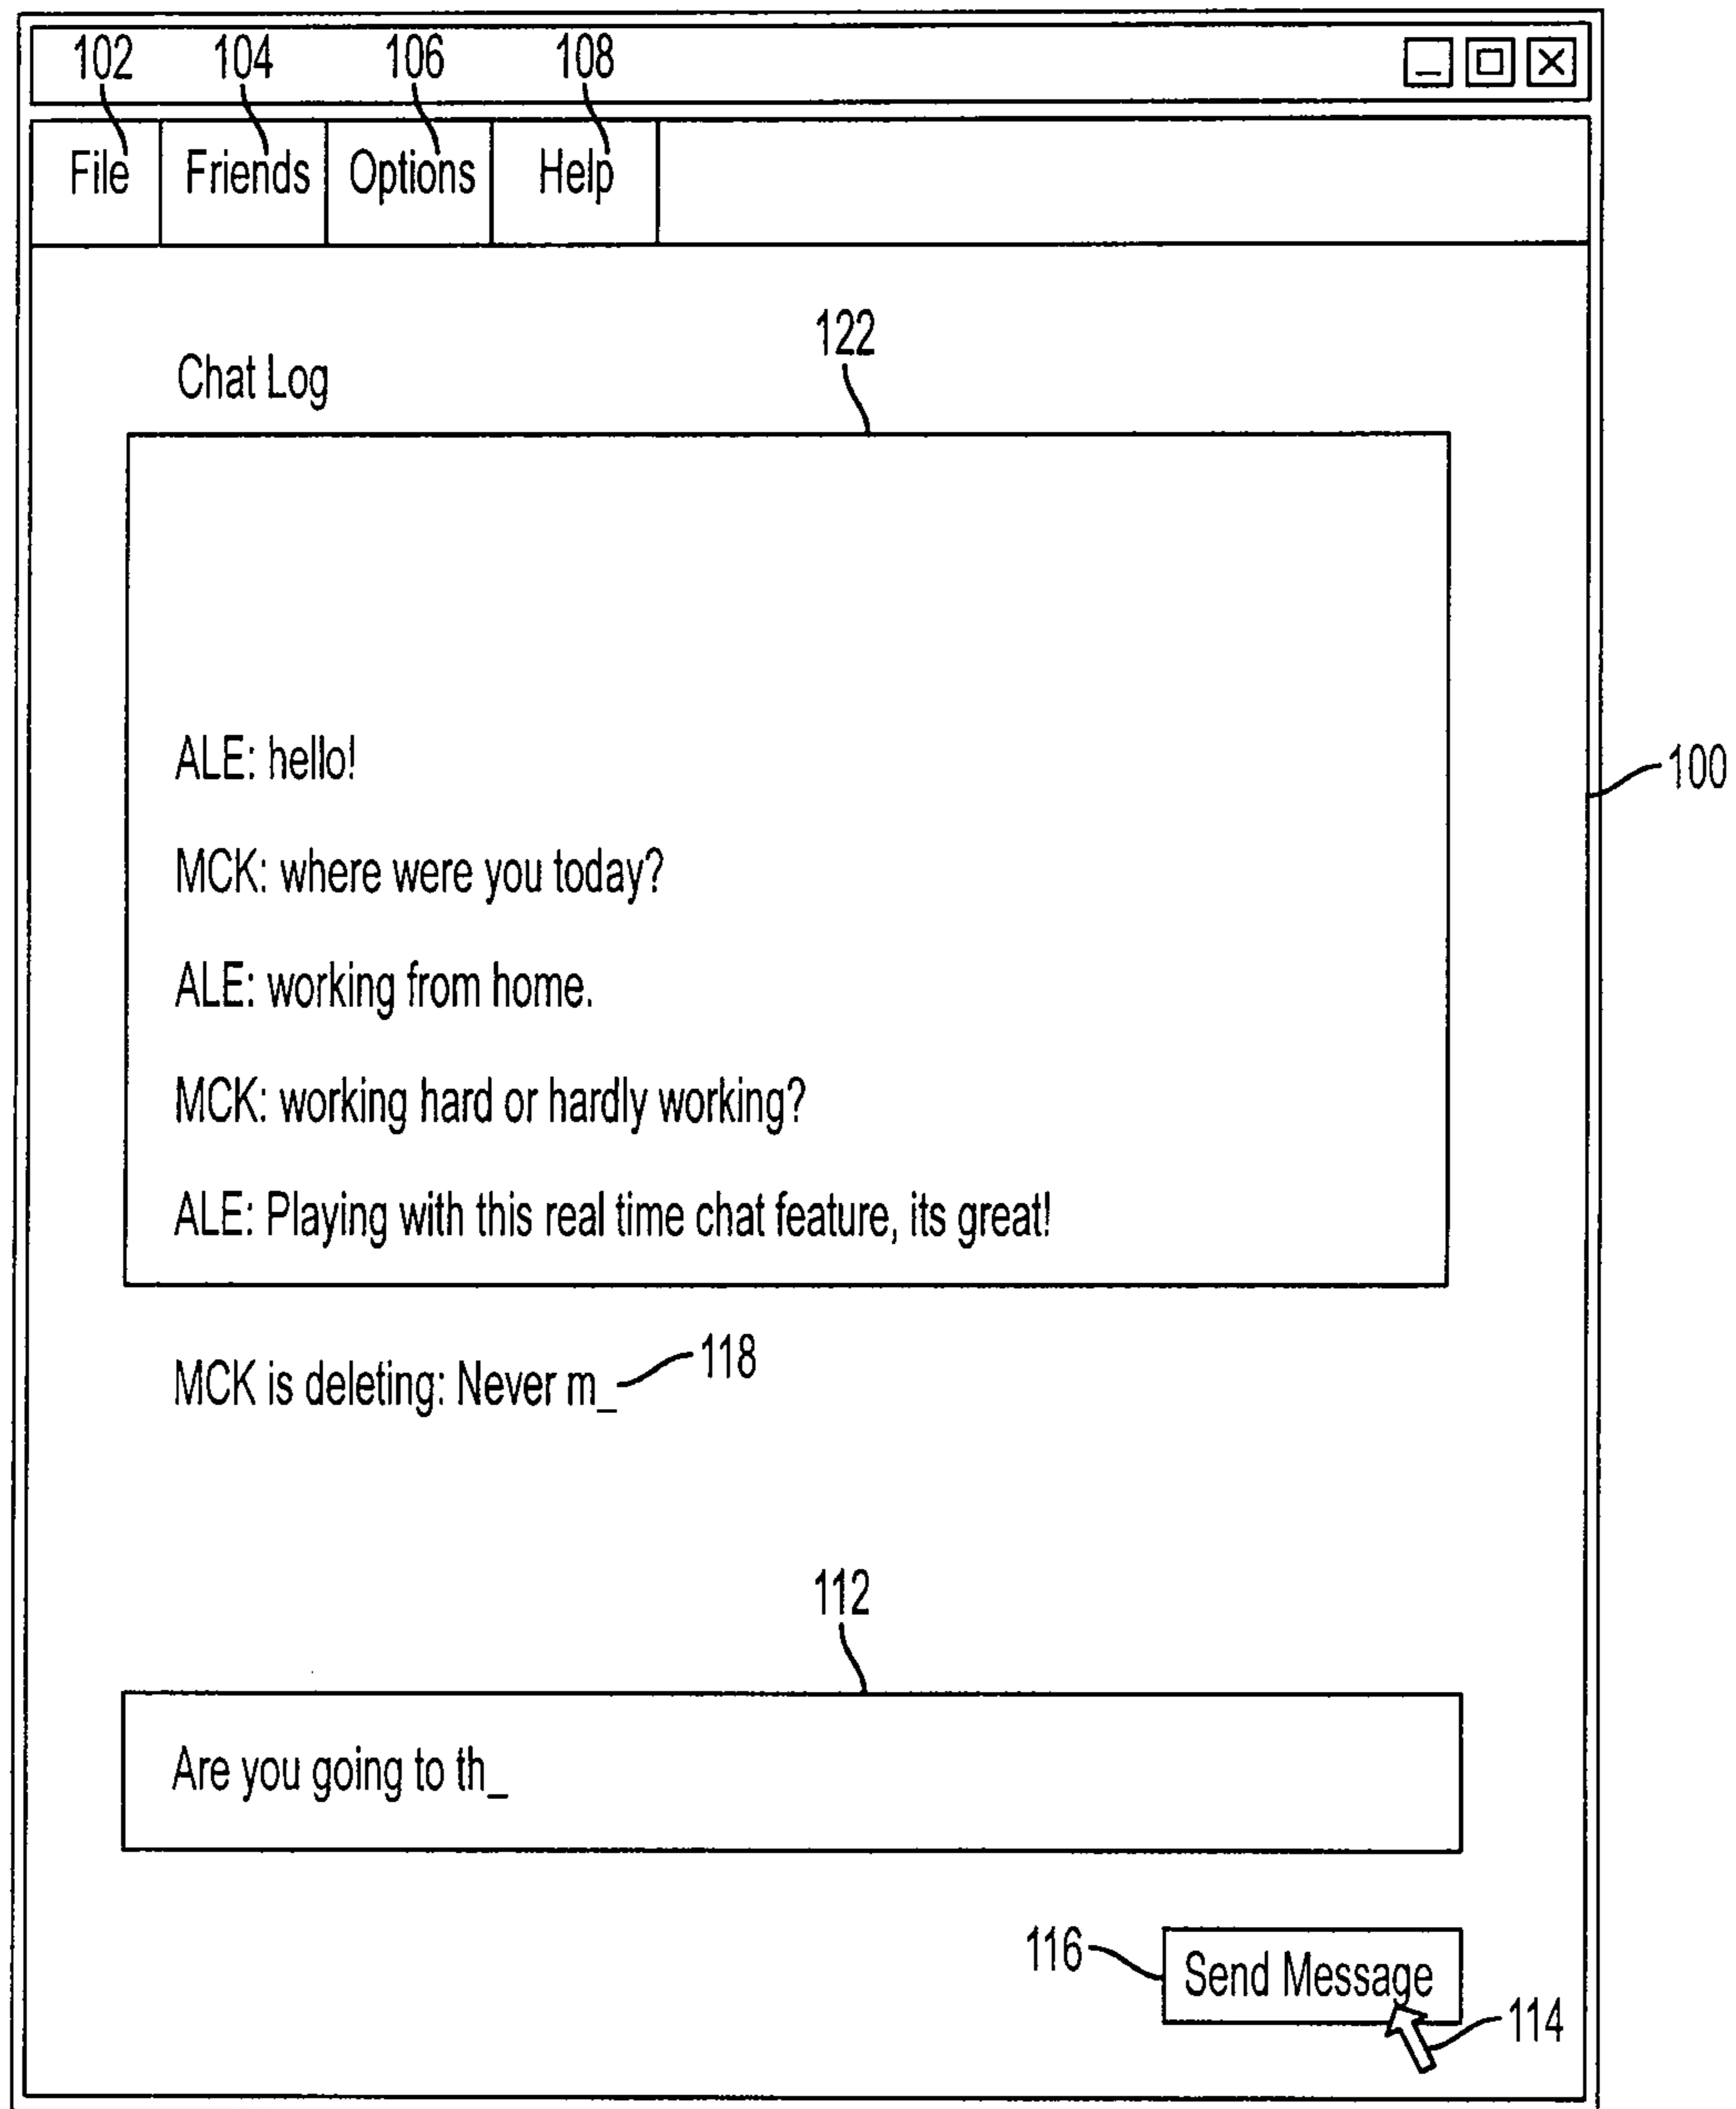 102 104 106 108
File Friends Options Help
122
Chat Log
ALE: hello!
100
MCK: where were you today?
ALE: working from home.
MCK: working hard or hardly working?
ALE: Playing with this real time chat feature, its great!
MCK is deleting: Never m_ 118
112
Are you going to th_
116 Send Message
114